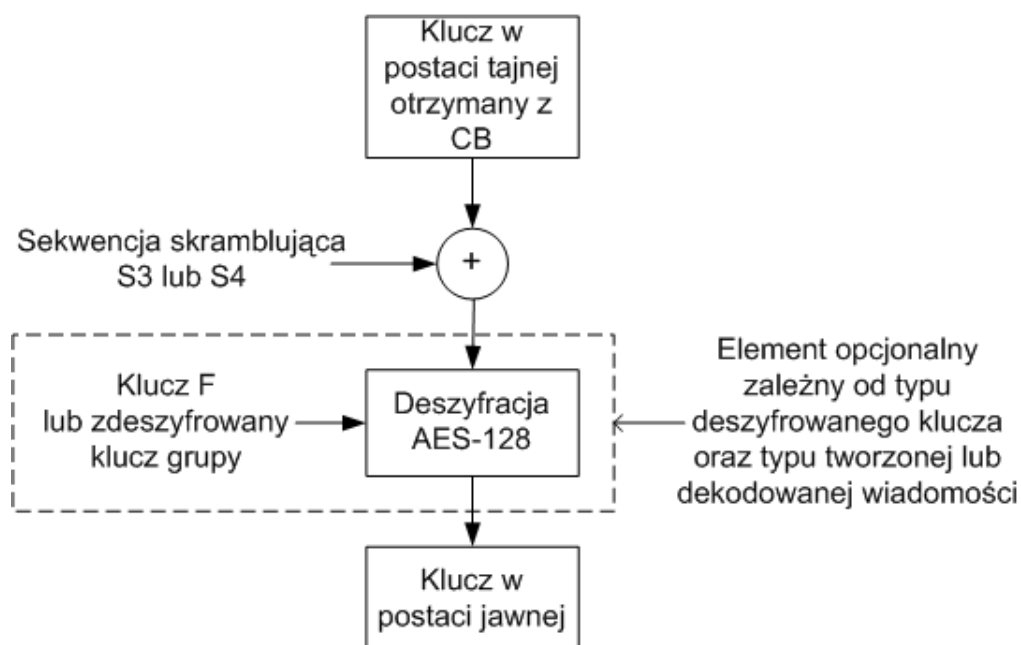 Klucz w
postaci tajnej
otrzymany z
CB
Sekwencja skramblująca
S3 lub S4
+
Klucz F
lub zdeszyfrowany
klucz grupy
Deszyfracja
AES-128
Element opcjonalny
zależny od typu
deszyfrowanego klucza
oraz typu tworzonej lub
dekodowanej wiadomości
Klucz w
postaci jawnej